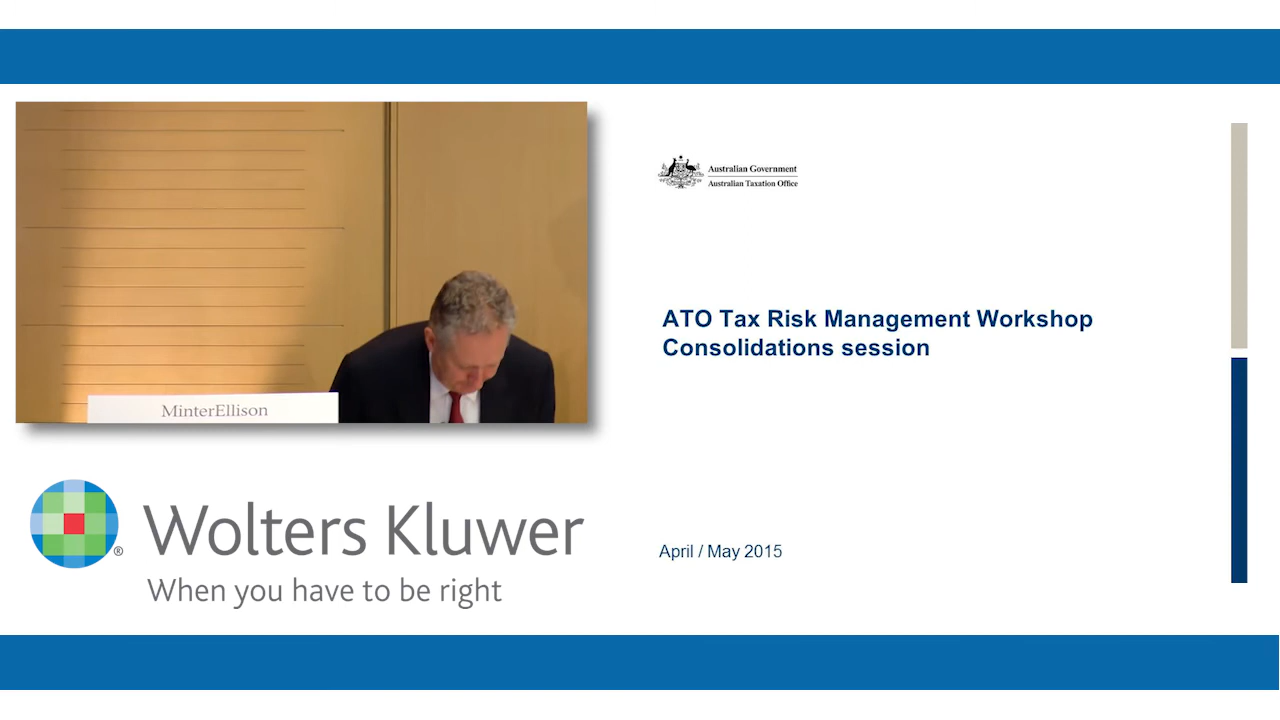 MinterEllison
Wolters Kluwer
®
When you have to be right
Australian Government
Australian Taxation Office
ATO Tax Risk Management Workshop
Consolidations session
April / May 2015